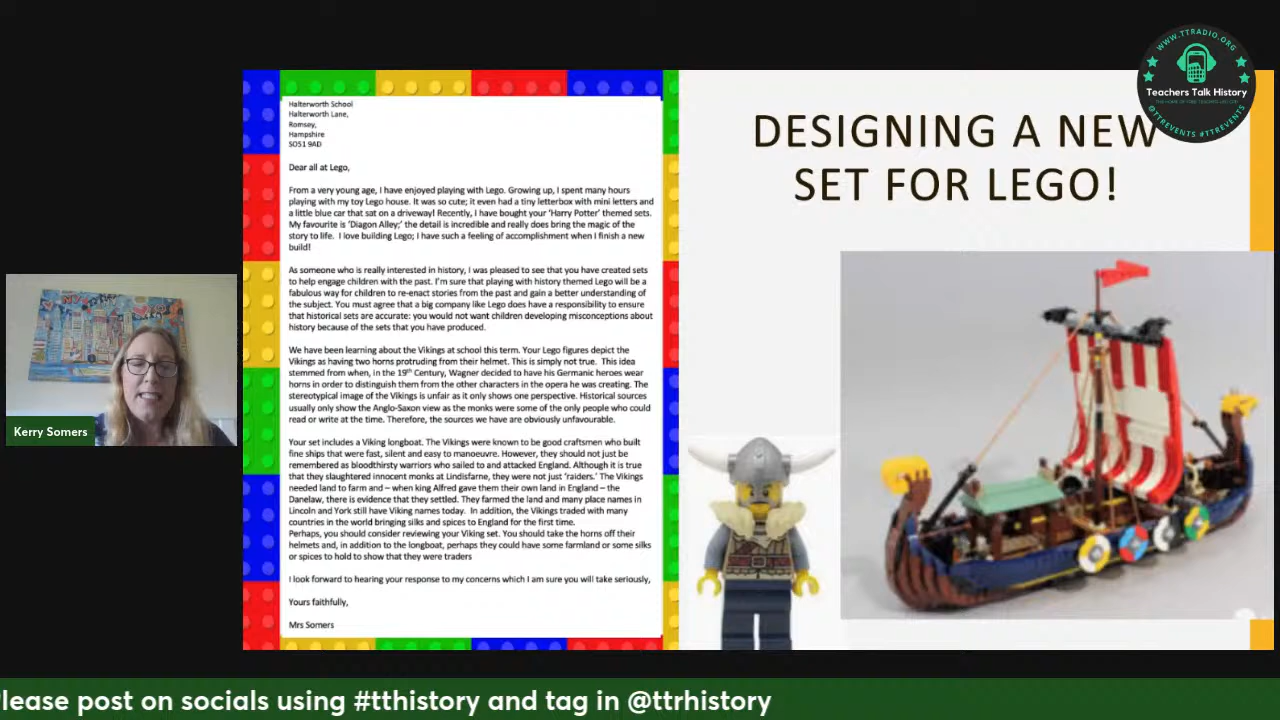 Halterworth School
Halterworth Lane,
Romsey,
Hampshire
SO51 9AD
Dear all at Lego,
From a very young age, I have enjoyed playing with Lego. Growing up, I spent many hours
playing with my toy Lego house. It was so cute; it even had a tiny letterbox with mini letters and
a little blue car that sat on a driveway! Recently, I have bought your 'Harry Potter' themed sets.
My favourite is 'Diagon Alley;' the detail is incredible and really does bring the magic of the
story to life. I love building Lego; I have such a feeling of accomplishment when I finish a new
build!
As someone who is really interested in history, I was pleased to see that you have created sets
to help engage children with the past. I'm sure that playing with history themed Lego will be a
fabulous way for children to re-enact stories from the past and gain a better understanding of
the subject. You must agree that a big company like Lego does have a responsibility to ensure
that historical sets are accurate: you would not want children developing misconceptions about
history because of the sets that you have produced.
We have been learning about the Vikings at school this term. Your Lego figures depict the
Vikings as having two horns protruding from their helmet. This is simply not true. This idea
stemmed from when, in the 19th Century, Wagner decided to have his Germanic heroes wear
horns in order to distinguish them from the other characters in the opera he was creating. The
stereotypical image of the Vikings is unfair as it only shows one perspective. Historical sources
usually only show the Anglo-Saxon view as the monks were some of the only people who could
read or write at the time. Therefore, the sources we have are obviously unfavourable.
Your set includes a Viking longboat. The Vikings were known to be good craftsmen who built
fine ships that were fast, silent and easy to manoeuvre. However, they should not just be
remembered as bloodthirsty warriors who sailed to and attacked England. Although it is true
that they slaughtered innocent monks at Lindisfarne, they were not just 'raiders.' The Vikings
needed land to farm and – when king Alfred gave them their own land in England – the
Danelaw, there is evidence that they settled. They farmed the land and many place names in
Lincoln and York still have Viking names today. In addition, the Vikings traded with many
countries in the world bringing silks and spices to England for the first time.
Perhaps, you should consider reviewing your Viking set. You should take the horns off their
helmets and, in addition to the longboat, perhaps they could have some farmland or some silks
or spices to hold to show that they were traders
I look forward to hearing your response to my concerns which I am sure you will take seriously,
Yours faithfully,
Mrs Somers
DESIGNING A NEW
SET FOR LEGO!
WWW.TTRADIO.ORG
Teachers Talk History
@TTREVENTS #TTREVENTS
Kerry Somers
lease post on socials using #tthistory and tag in @ttrhistory